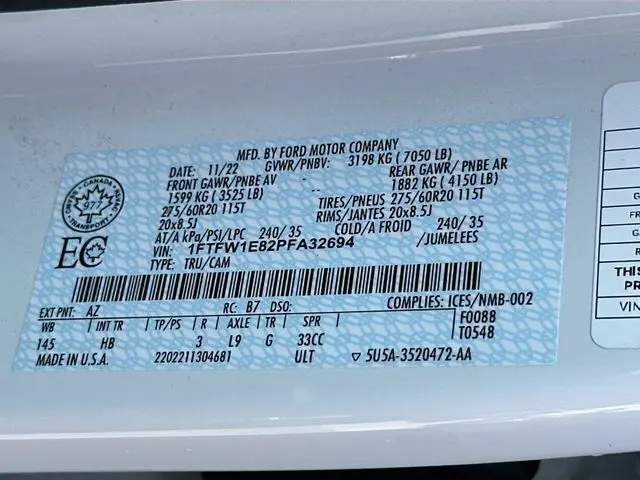 MFD. BY FORD MOTOR COMPANY
DATE: 11/22 GVWR/PNBV: 3198 KG ( 7050 LB)
FRONT GAWR/PNBE AV -- REAR GAWR/ PNBE AR
1599 KG ( 3525 LB) 1882 KG ( 4150 LB)
275/60R20 115T TIRES/PNEUS 275/60R20 115T
20x8.5J RIMS/JANTES 20x8.5J
AT/A kPa/PSI/LPC 240/ 35 COLD/A FROID 240/ 35
VIN: 1FTFW1E82PFA32694 /JUMELEES
TYPE: TRU/CAM
CANADA
977
TRANSPORT
EC
EXT PNT: AZ RC: B7 DSO: COMPLIES: ICES/NMB-002
WB INT TR TP/PS R AXLE TR SPR F0088
145 HB 3 L9 G 33CC T0548
MADE IN U.S.A. 2202211304681 ULT 5U5A-3520472-AA
THIS
PRO
VIN